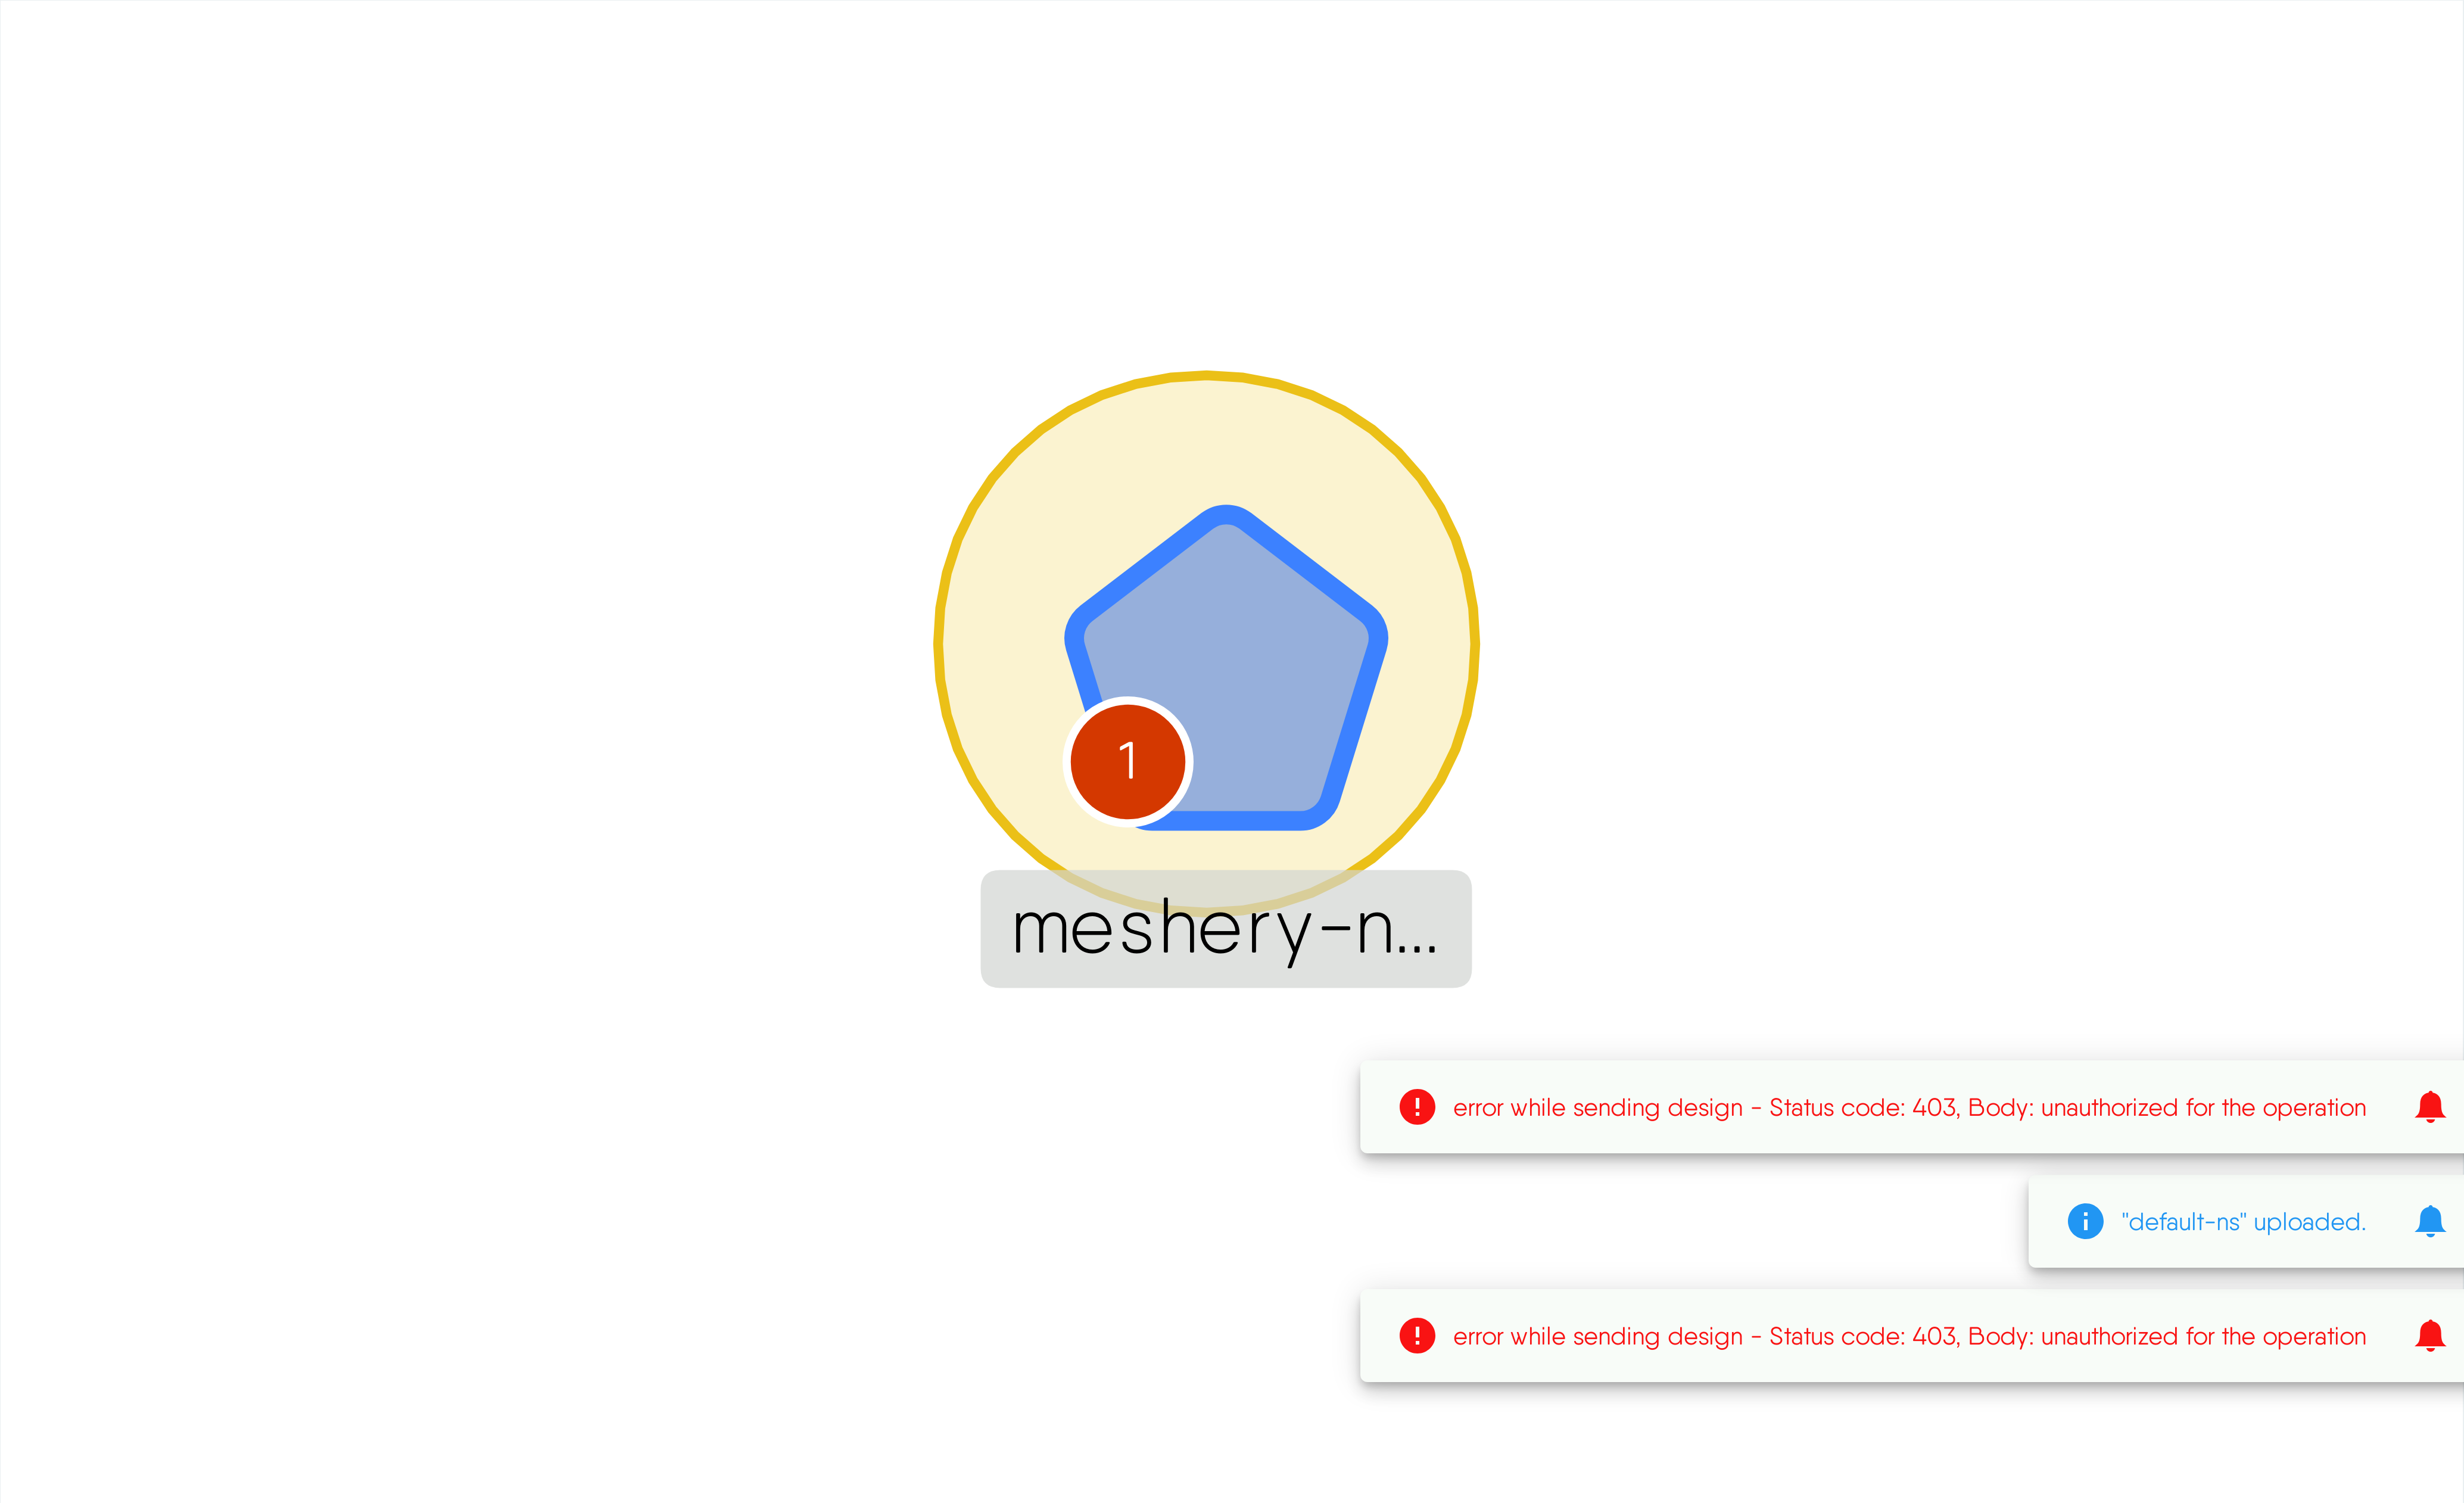 1
meshery-n...
error while sending design - Status code: 403, Body: unauthorized for the operation
"default-ns" uploaded.
error while sending design - Status code: 403, Body: unauthorized for the operation